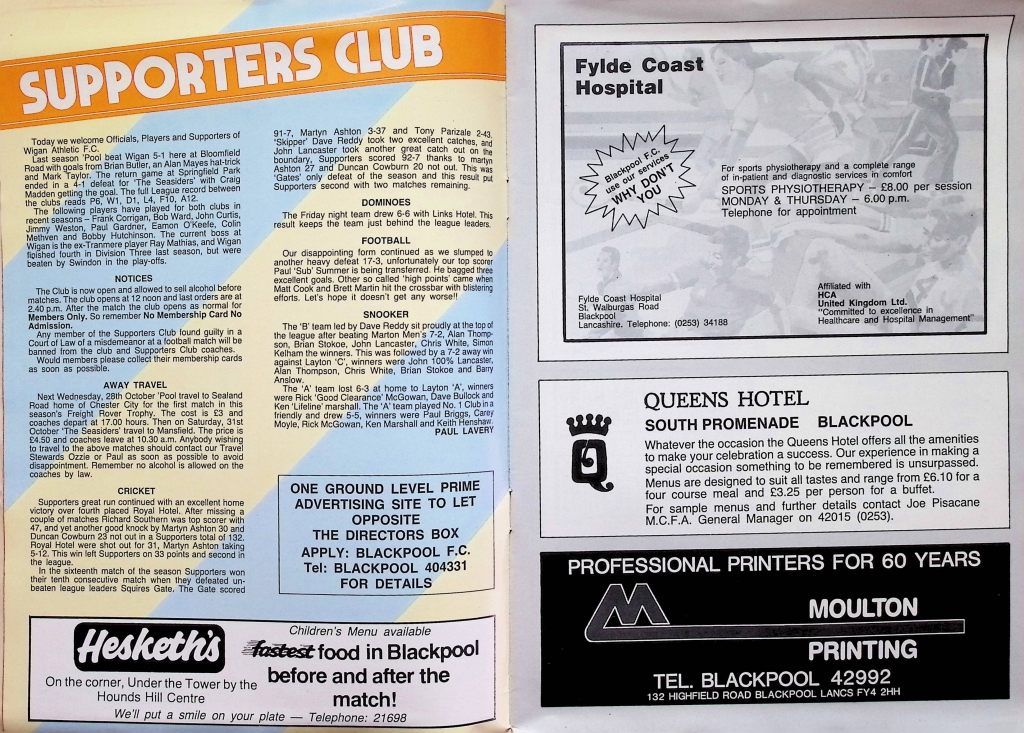 SUPPORTERS CLUB
Today we welcome Officials, Players and Supporters of
Wigan Athletic F.C.
Last season 'Pool beat Wigan 5-1 here at Bloomfield
Road with goals from Brian Butler, an Alan Mayes hat-trick
and Mark Taylor. The return game at Springfield Park
ended in a 4-1 defeat for 'The Seasiders' with Craig
Madden getting the goal. The full League record between
the clubs reads P6, W1, D1, L4, F10, A12.
The following players have played for both clubs in
recent seasons – Frank Corrigan, Bob Ward, John Curtis,
Jimmy Weston, Paul Gardner, Eamon O'Keefe, Colin
Methven and Bobby Hutchinson. The current boss at
Wigan is the ex-Tranmere player Ray Mathias, and Wigan
finished fourth in Division Three last season, but were
beaten by Swindon in the play-offs.
NOTICES
The Club is now open and allowed to sell alcohol before
matches. The club opens at 12 noon and last orders are at
2.40 p.m. After the match the club opens as normal for
Members Only. So remember No Membership Card No
Admission.
Any member of the Supporters Club found guilty in a
Court of Law of a misdemeanor at a football match will be
banned from the club and Supporters Club coaches.
Would members please collect their membership cards
as soon as possible.
AWAY TRAVEL
Next Wednesday, 28th October 'Pool travel to Sealand
Road home of Chester City for the first match in this
season's Freight Rover Trophy. The cost is £3 and
coaches depart at 17.00 hours. Then on Saturday, 31st
October 'The Seasiders' travel to Mansfield. The price is
£4.50 and coaches leave at 10.30 a.m. Anybody wishing
to travel to the above matches should contact our Travel
Stewards Ozzie or Paul as soon as possible to avoid
disappointment. Remember no alcohol is allowed on the
coaches by law.
CRICKET
Supporters great run continued with an excellent home
victory over fourth placed Royal Hotel. After missing a
couple of matches Richard Southern was top scorer with
47, and yet another good knock by Martyn Ashton 30 and
Duncan Cowburn 23 not out in a Supporters total of 132.
Royal Hotel were shot out for 31, Martyn Ashton taking
5-12. This win left Supporters on 33 points and second in
the league.
In the sixteenth match of the season Supporters won
their tenth consecutive match when they defeated un-
beaten league leaders Squires Gate. The Gate scored
91-7, Martyn Ashton 3-37 and Tony Parizale 2-43.
'Skipper' Dave Reddy took two excellent catches, and
John Lancaster took another great catch out on the
boundary, Supporters scored 92-7 thanks to martyn
Ashton 27 and Duncan Cowburn 20 not out. This was
'Gates' only defeat of the season and this result put
Supporters second with two matches remaining.
DOMINOES
The Friday night team drew 6-6 with Links Hotel. This
result keeps the team just behind the league leaders.
FOOTBALL
Our disappointing form continued as we slumped to
another heavy defeat 17-3, unfortunately our top scorer
Paul 'Sub' Summer is being transferred. He bagged three
excellent goals. Other so called 'high points' came when
Matt Cook and Brett Martin hit the crossbar with blistering
efforts. Let's hope it doesn't get any worse!!
SNOOKER
The 'B' team led by Dave Reddy sit proudly at the top of
the league after beating Marton Men's 7-2, Alan Thomp-
son, Brian Stokoe, John Lancaster, Chris White, Simon
Kelham the winners. This was followed by a 7-2 away win
against Layton 'C', winners were John 100% Lancaster,
Alan Thompson, Chris White, Brian Stokoe and Barry
Anslow.
The 'A' team lost 6-3 at home to Layton 'A', winners
were Rick 'Good Clearance' McGowan, Dave Bullock and
Ken 'Lifeline' marshall. The 'A' team played No. 1 Club in a
friendly and drew 5-5, winners were Paul Briggs, Carey
Moyle, Rick McGowan, Ken Marshall and Keith Henshaw.
PAUL LAVERY
ONE GROUND LEVEL PRIME
ADVERTISING SITE TO LET
OPPOSITE
THE DIRECTORS BOX
APPLY: BLACKPOOL F.C.
Tel: BLACKPOOL 404331
FOR DETAILS
Hesketh's
On the corner, Under the Tower by the
Hounds Hill Centre
Children's Menu available
fastest food in Blackpool
before and after the
match!
We'll put a smile on your plate — Telephone: 21698
Fylde Coast
Hospital
Blackpool F.C.
use our services
WHY DON'T
YOU
For sports physiotherapy and a complete range
of in-patient and diagnostic services in comfort
SPORTS PHYSIOTHERAPY – £8.00 per session
MONDAY & THURSDAY – 6.00 p.m.
Telephone for appointment
Fylde Coast Hospital
St. Walburgas Road
Blackpool
Lancashire. Telephone: (0253) 34188
Affiliated with
HCA
United Kingdom Ltd.
"Committed to excellence in
Healthcare and Hospital Management"
QUEENS HOTEL
SOUTH PROMENADE BLACKPOOL
Q
Whatever the occasion the Queens Hotel offers all the amenities
to make your celebration a success. Our experience in making a
special occasion something to be remembered is unsurpassed.
Menus are designed to suit all tastes and range from £6.10 for a
four course meal and £3.25 per person for a buffet.
For sample menus and further details contact Joe Pisacane
M.C.F.A. General Manager on 42015 (0253).
PROFESSIONAL PRINTERS FOR 60 YEARS
M
MOULTON
PRINTING
TEL. BLACKPOOL 42992
132 HIGHFIELD ROAD BLACKPOOL LANCS FY4 2HH